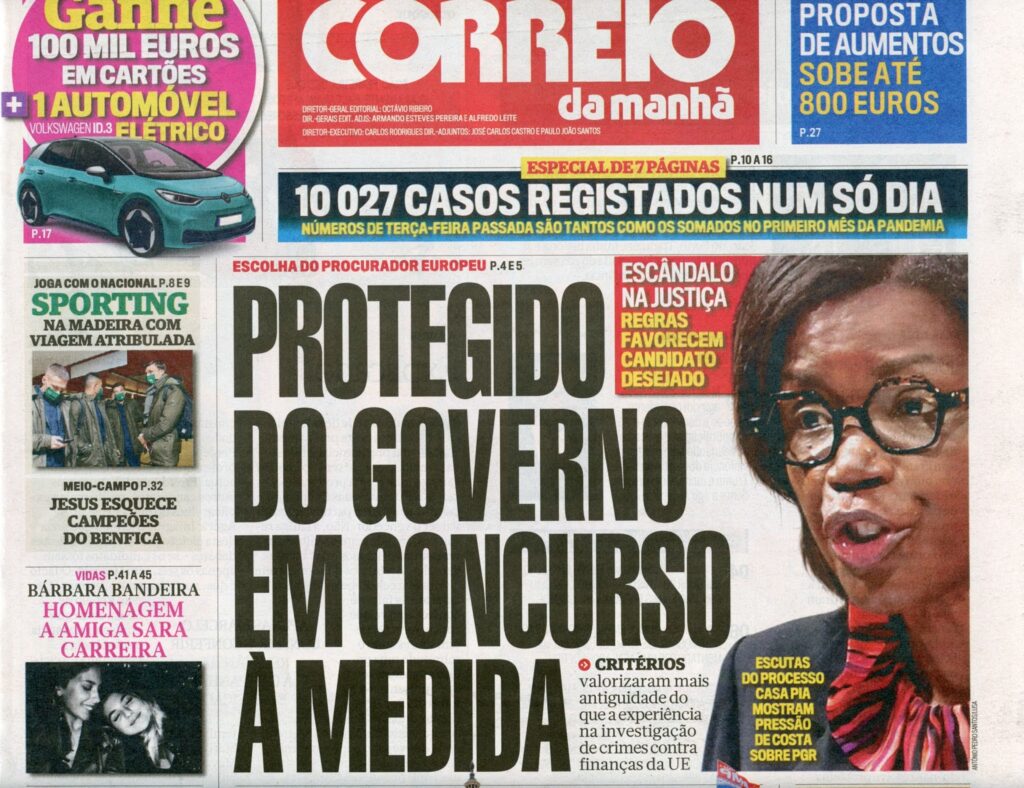 Ganhe
100 MIL EUROS
EM CARTÕES
+ 1 AUTOMÓVEL
VOLKSWAGEN ID.3 ELÉTRICO
P.17
CORREIO
da manhã
DIRETOR-GERAL EDITORIAL: OCTÁVIO RIBEIRO
DIR.-GERAIS EDIT. ADJS: ARMANDO ESTEVES PEREIRA E ALFREDO LEITE
DIRETOR-EXECUTIVO: CARLOS RODRIGUES DIR.-ADJUNTOS: JOSÉ CARLOS CASTRO E PAULO JOÃO SANTOS
PROPOSTA
DE AUMENTOS
SOBE ATÉ
800 EUROS
P.27
ESPECIAL DE 7 PÁGINAS P.10 A 16
10 027 CASOS REGISTADOS NUM SÓ DIA
NÚMEROS DE TERÇA-FEIRA PASSADA SÃO TANTOS COMO OS SOMADOS NO PRIMEIRO MÊS DA PANDEMIA
JOGA COM O NACIONAL P.8 E 9
SPORTING
NA MADEIRA COM
VIAGEM ATRIBULADA
MEIO-CAMPO P.32
JESUS ESQUECE
CAMPEÕES
DO BENFICA
VIDAS P.41 A 45
BÁRBARA BANDEIRA
HOMENAGEM
A AMIGA SARA
CARREIRA
ESCOLHA DO PROCURADOR EUROPEU P.4 E 5
PROTEGIDO
DO GOVERNO
EM CONCURSO
À MEDIDA
ESCÂNDALO
NA JUSTIÇA
REGRAS
FAVORECEM
CANDIDATO
DESEJADO
CRITÉRIOS
valorizaram mais
antiguidade do
que a experiência
na investigação
de crimes contra
finanças da UE
ESCUTAS
DO PROCESSO
CASA PIA
MOSTRAM
PRESSÃO
DE COSTA
SOBRE PGR
ANTÓNIO PEDRO SANTOS/LUSA